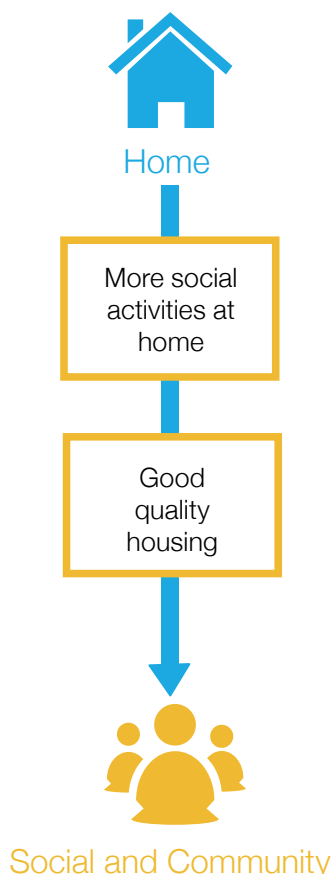 Home
More social
activities at
home
Good
quality
housing
Social and Community